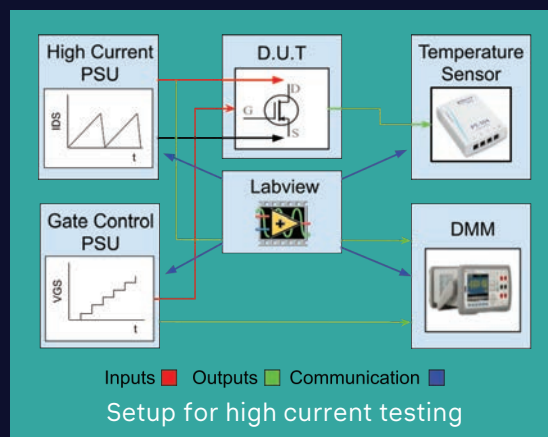 High Current
PSU
IDS
t
D.U.T
D
G
S
Temperature
Sensor
Labview
Gate Control
PSU
VGS
t
DMM
Inputs Outputs Communication
Setup for high current testing